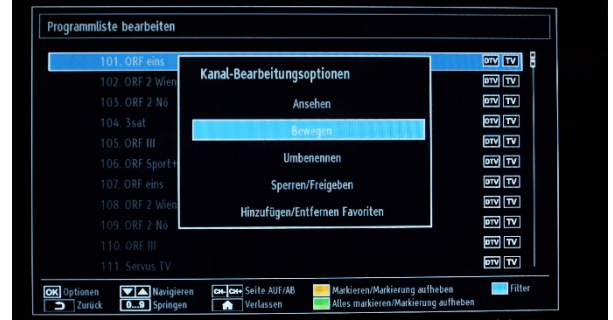 Programmliste bearbeiten
101. ORF eins DTV TV
102. ORF 2 Wien DTV TV
103. ORF 2 Nö DTV TV
104. 3sat DTV TV
105. ORF III DTV TV
106. ORF Sport+ DTV TV
107. ORF eins DTV TV
108. ORF 2 Wien DTV TV
109. ORF 2 Nö DTV TV
110. ORF III DTV TV
111. Servus TV DTV TV
Kanal-Bearbeitungsoptionen
Ansehen
Bewegen
Umbenennen
Sperren/Freigeben
Hinzufügen/Entfernen Favoriten
OK Optionen Navigieren CH- CH+ Seite AUF/AB Markieren/Markierung aufheben Filter
Zurück 0...9 Springen Verlassen Alles markieren/Markierung aufheben